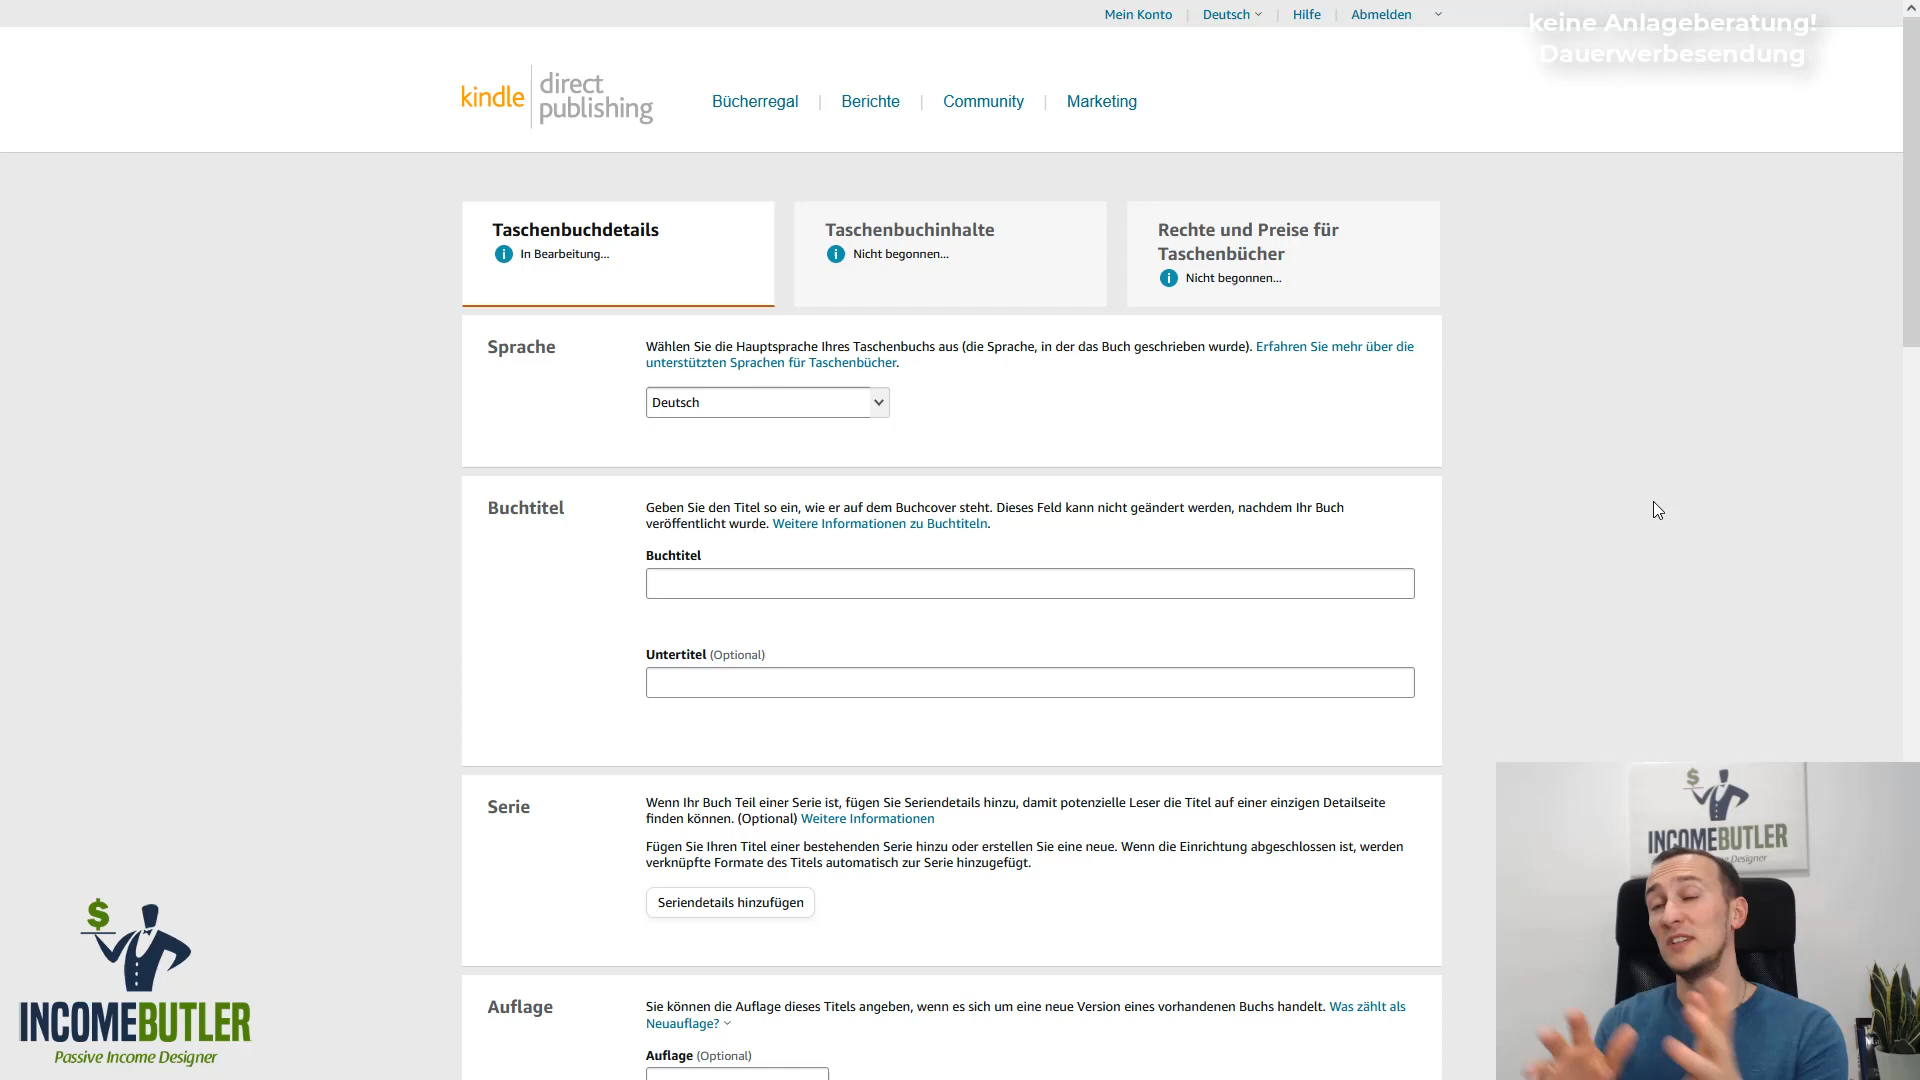 Mein Konto
Deutsch
Hilfe
Abmelden
keine Anlageberatung!
Dauerwerbesendung
kindle direct publishing
Bücherregal
Berichte
Community
Marketing
Taschenbuchdetails
In Bearbeitung...
Taschenbuchinhalte
Nicht begonnen...
Rechte und Preise für
Taschenbücher
Nicht begonnen...
Sprache
Wählen Sie die Hauptsprache Ihres Taschenbuchs aus (die Sprache, in der das Buch geschrieben wurde). Erfahren Sie mehr über die
unterstützten Sprachen für Taschenbücher.
Deutsch
Buchtitel
Geben Sie den Titel so ein, wie er auf dem Buchcover steht. Dieses Feld kann nicht geändert werden, nachdem Ihr Buch
veröffentlicht wurde. Weitere Informationen zu Buchtiteln.
Buchtitel
Untertitel (Optional)
Serie
Wenn Ihr Buch Teil einer Serie ist, fügen Sie Seriendetails hinzu, damit potenzielle Leser die Titel auf einer einzigen Detailseite
finden können. (Optional) Weitere Informationen
Fügen Sie Ihren Titel einer bestehenden Serie hinzu oder erstellen Sie eine neue. Wenn die Einrichtung abgeschlossen ist, werden
verknüpfte Formate des Titels automatisch zur Serie hinzugefügt.
Seriendetails hinzufügen
Auflage
Sie können die Auflage dieses Titels angeben, wenn es sich um eine neue Version eines vorhandenen Buchs handelt. Was zählt als
Neuauflage?
Auflage (Optional)
$
INCOMEBUTLER
Passive Income Designer
$
INCOMEBUTLER
Designer